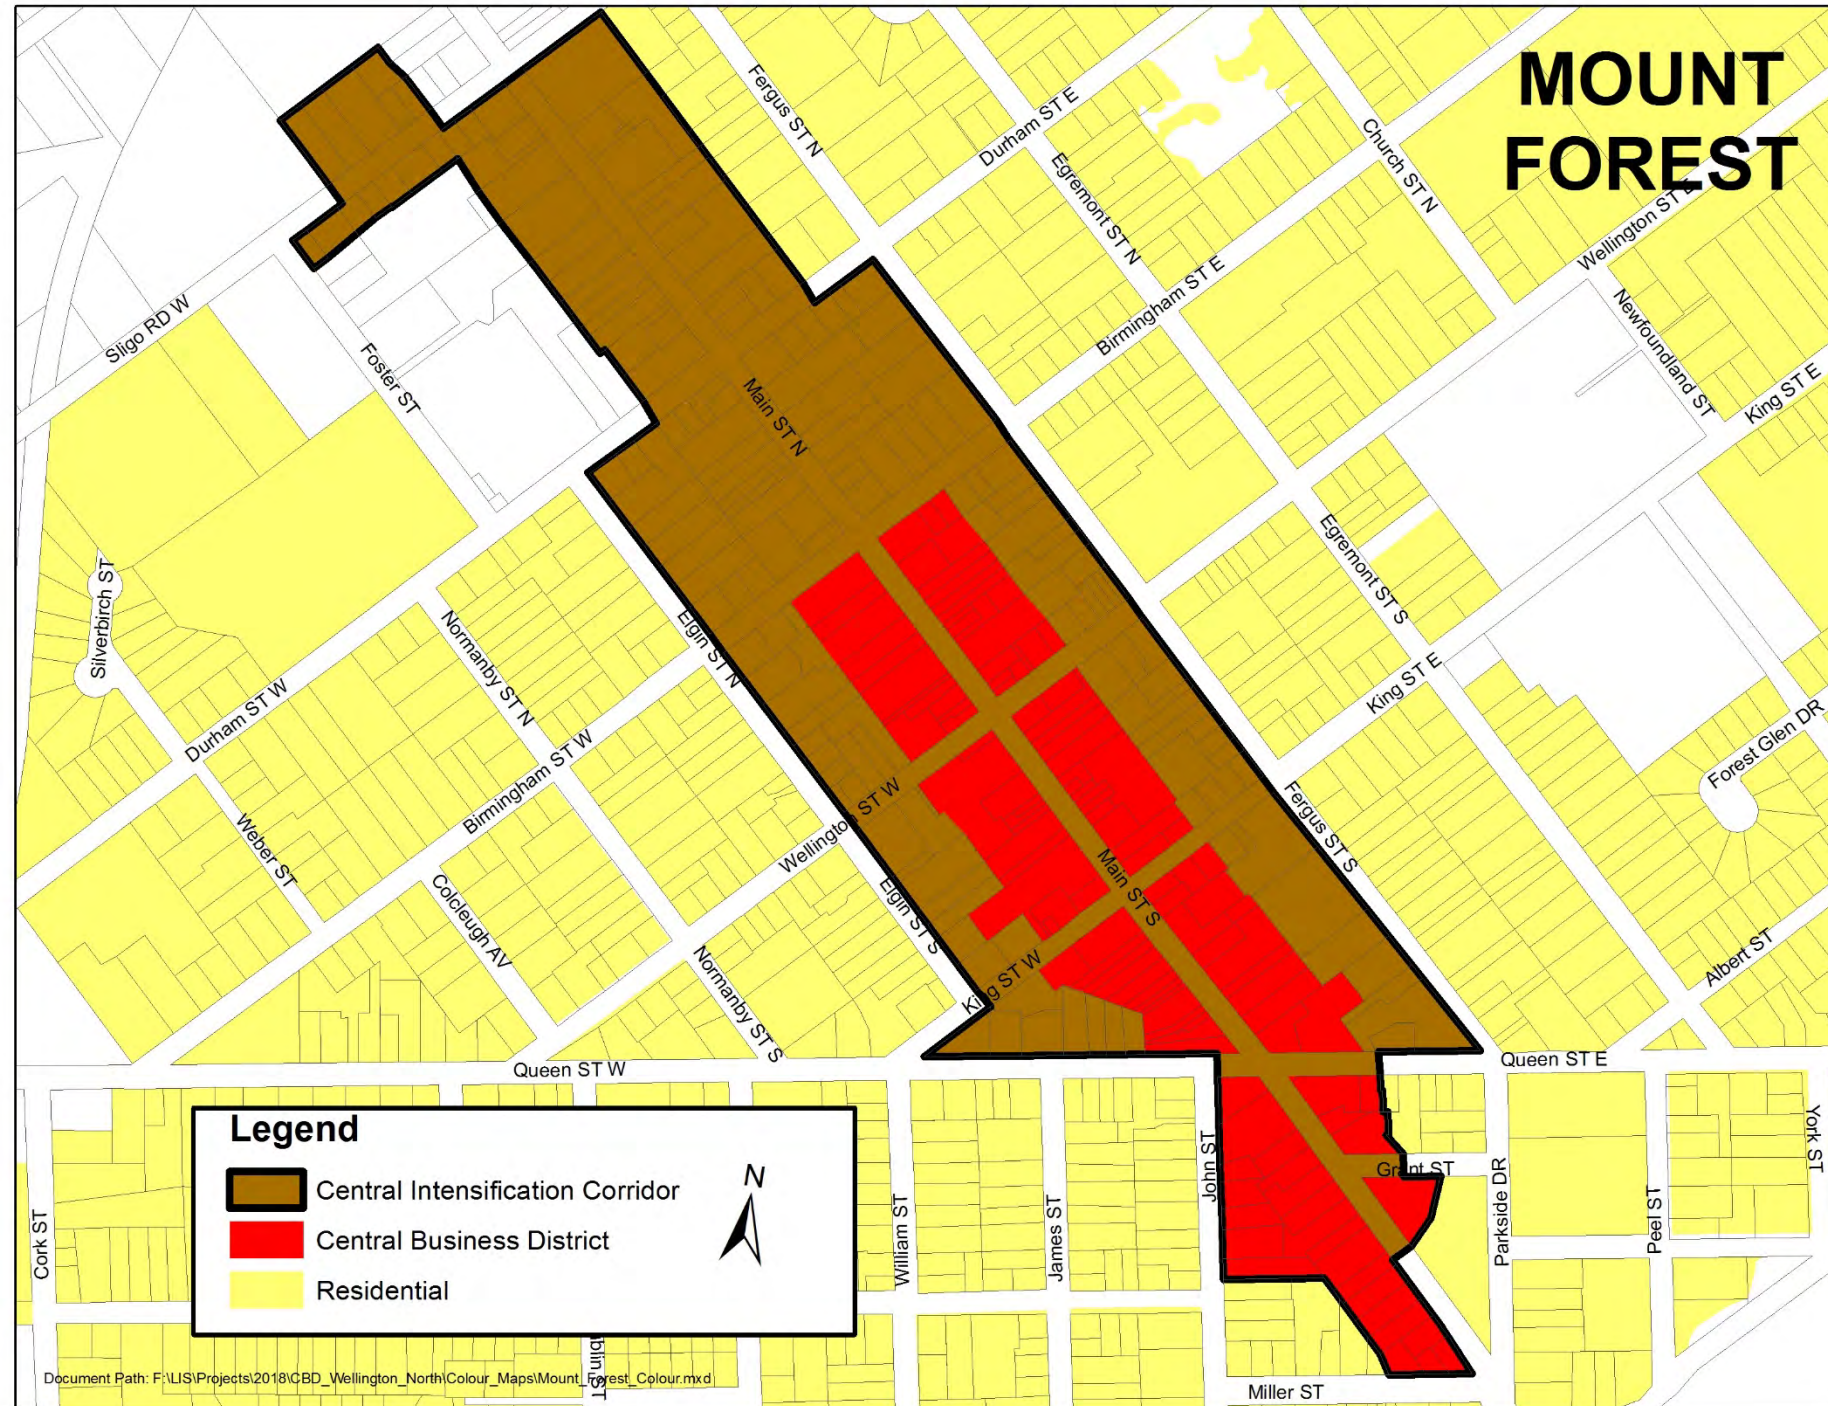 MOUNT
FOREST
Fergus ST N
Durham ST E
Egremont ST N
Church ST N
Wellington ST E
Birmingham ST E
Newfoundland ST
King ST E
Sligo RD W
Foster ST
Main ST N
Egremont ST S
Silverbirch ST
Normanby ST N
Elgin ST N
King ST E
Durham ST W
Birmingham ST W
Forest Glen DR
Weber ST
Wellington ST W
Fergus ST S
Main ST S
Colcleugh AV
Elgin ST S
Normanby ST S
King ST W
Albert ST
Queen ST W
Queen ST E
Legend
Central Intensification Corridor
Central Business District
Residential
N
John ST
Grant ST
York ST
Parkside DR
Peel ST
William ST
James ST
Cork ST
Miller ST
Document Path: F:\LIS\Projects\2018\CBD_Wellington_North\Colour_Maps\Mount_Forest_Colour.mxd